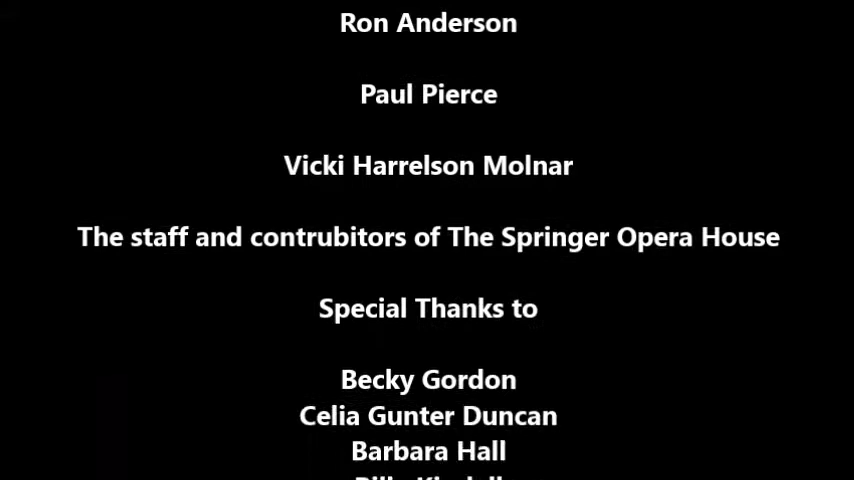 Ron Anderson
Paul Pierce
Vicki Harrelson Molnar
The staff and contrubitors of The Springer Opera House
Special Thanks to
Becky Gordon
Celia Gunter Duncan
Barbara Hall